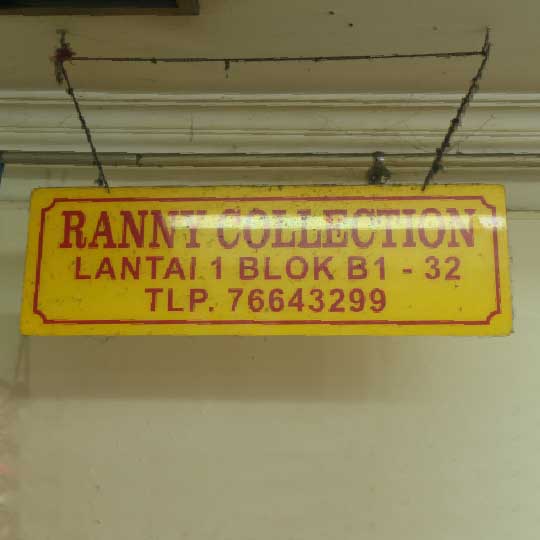 RANNY COLLECTION
LANTAI 1 BLOK B1 - 32
TLP. 76643299